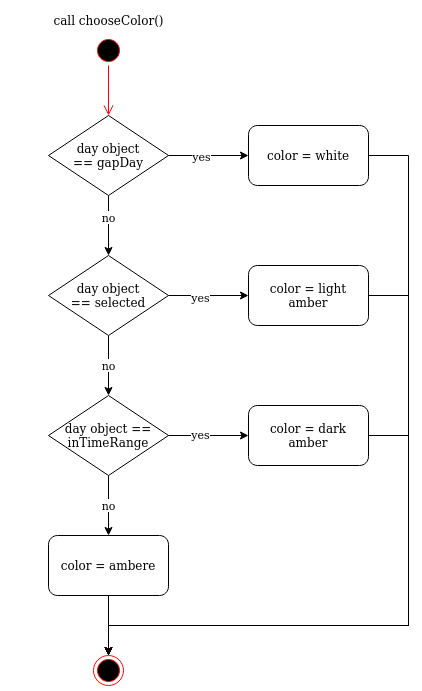 call chooseColor()
day object
== gapDay
yes
color = white
no
day object
== selected
yes
color = light
amber
no
day object ==
inTimeRange
yes
color = dark
amber
no
color = ambere